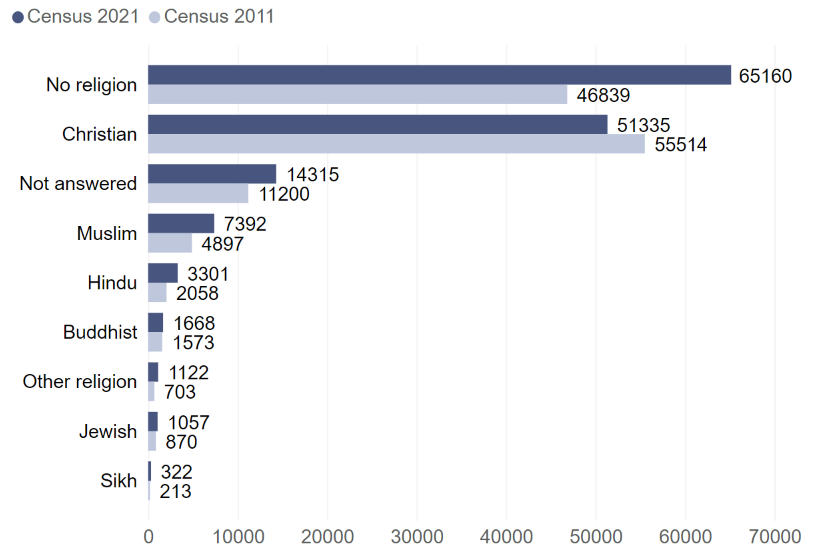 Census 2021 Census 2011
No religion 65160
46839
Christian 51335
55514
Not answered 14315
11200
Muslim 7392
4897
Hindu 3301
2058
Buddhist 1668
1573
Other religion 1122
703
Jewish 1057
870
Sikh 322
213
0 10000 20000 30000 40000 50000 60000 70000